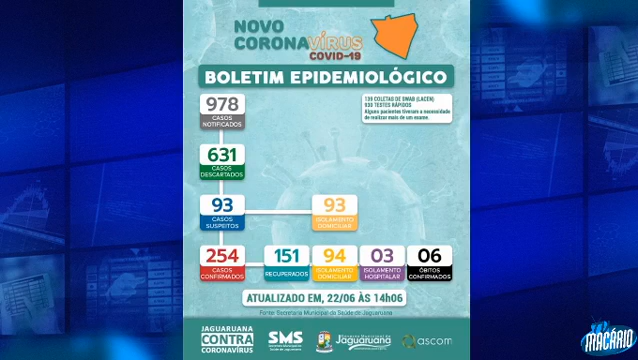 NOVO
CORONAVÍRUS
COVID-19
BOLETIM EPIDEMIOLÓGICO
139 COLETAS DE SWAB (LACEN)
930 TESTES RÁPIDOS
Alguns pacientes tiveram a necessidade
de realizar mais de um exame.
978
CASOS
NOTIFICADOS
631
CASOS
DESCARTADOS
93
CASOS
SUSPEITOS
93
ISOLAMENTO
DOMICILIAR
254
CASOS
CONFIRMADOS
151
RECUPERADOS
94
ISOLAMENTO
DOMICILIAR
03
ISOLAMENTO
HOSPITALAR
06
ÓBITOS
CONFIRMADOS
ATUALIZADO EM, 22/06 ÀS 14h06
Fonte: Secretaria Municipal da Saúde de Jaguaruana
JAGUARUANA
CONTRA
CORONAVÍRUS
SMS
Jaguaruana
ascom
MACÁRIO